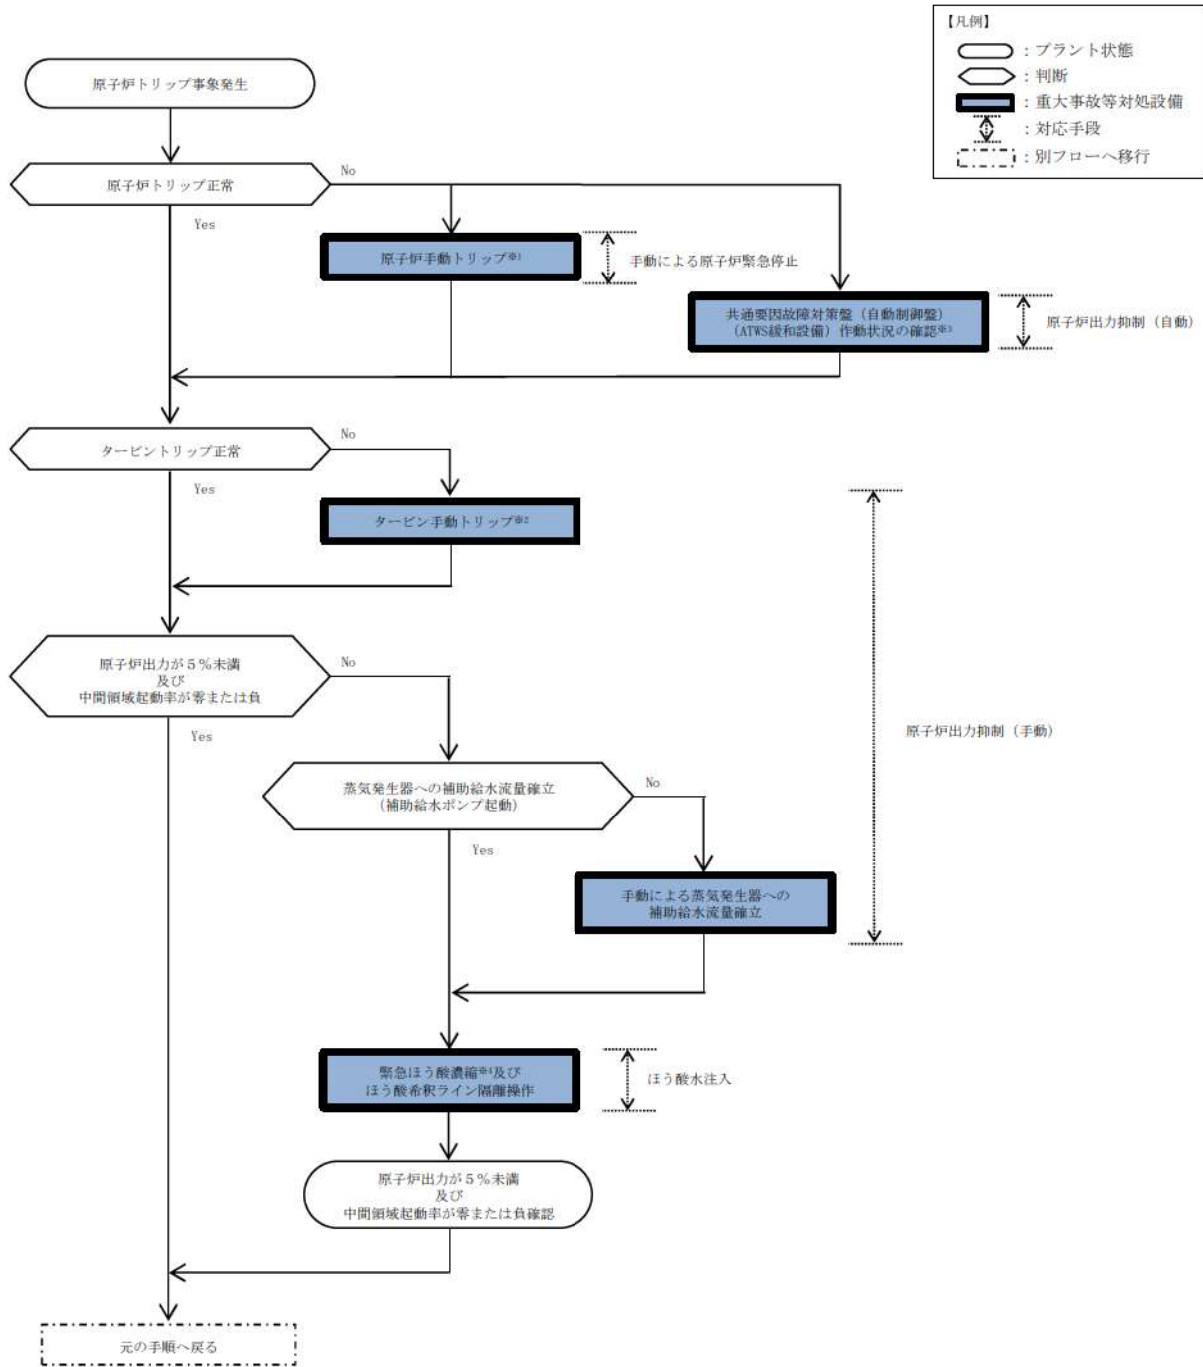 【凡例】
：プラント状態
：判断
：重大事故等対処設備
：対応手段
：別フローへ移行
原子炉トリップ事象発生
原子炉トリップ正常
No
Yes
原子炉手動トリップ※1
手動による原子炉緊急停止
共通要因故障対策盤（自動制御盤）
（ATWS緩和設備）作動状況の確認※3
原子炉出力抑制（自動）
タービントリップ正常
No
Yes
タービン手動トリップ※2
原子炉出力が５％未満
及び
中間領域起動率が零または負
No
Yes
原子炉出力抑制（手動）
蒸気発生器への補助給水流量確立
（補助給水ポンプ起動）
No
Yes
手動による蒸気発生器への
補助給水流量確立
緊急ほう酸濃縮※4及び
ほう酸希釈ライン隔離操作
ほう酸水注入
原子炉出力が５％未満
及び
中間領域起動率が零または負確認
元の手順へ戻る